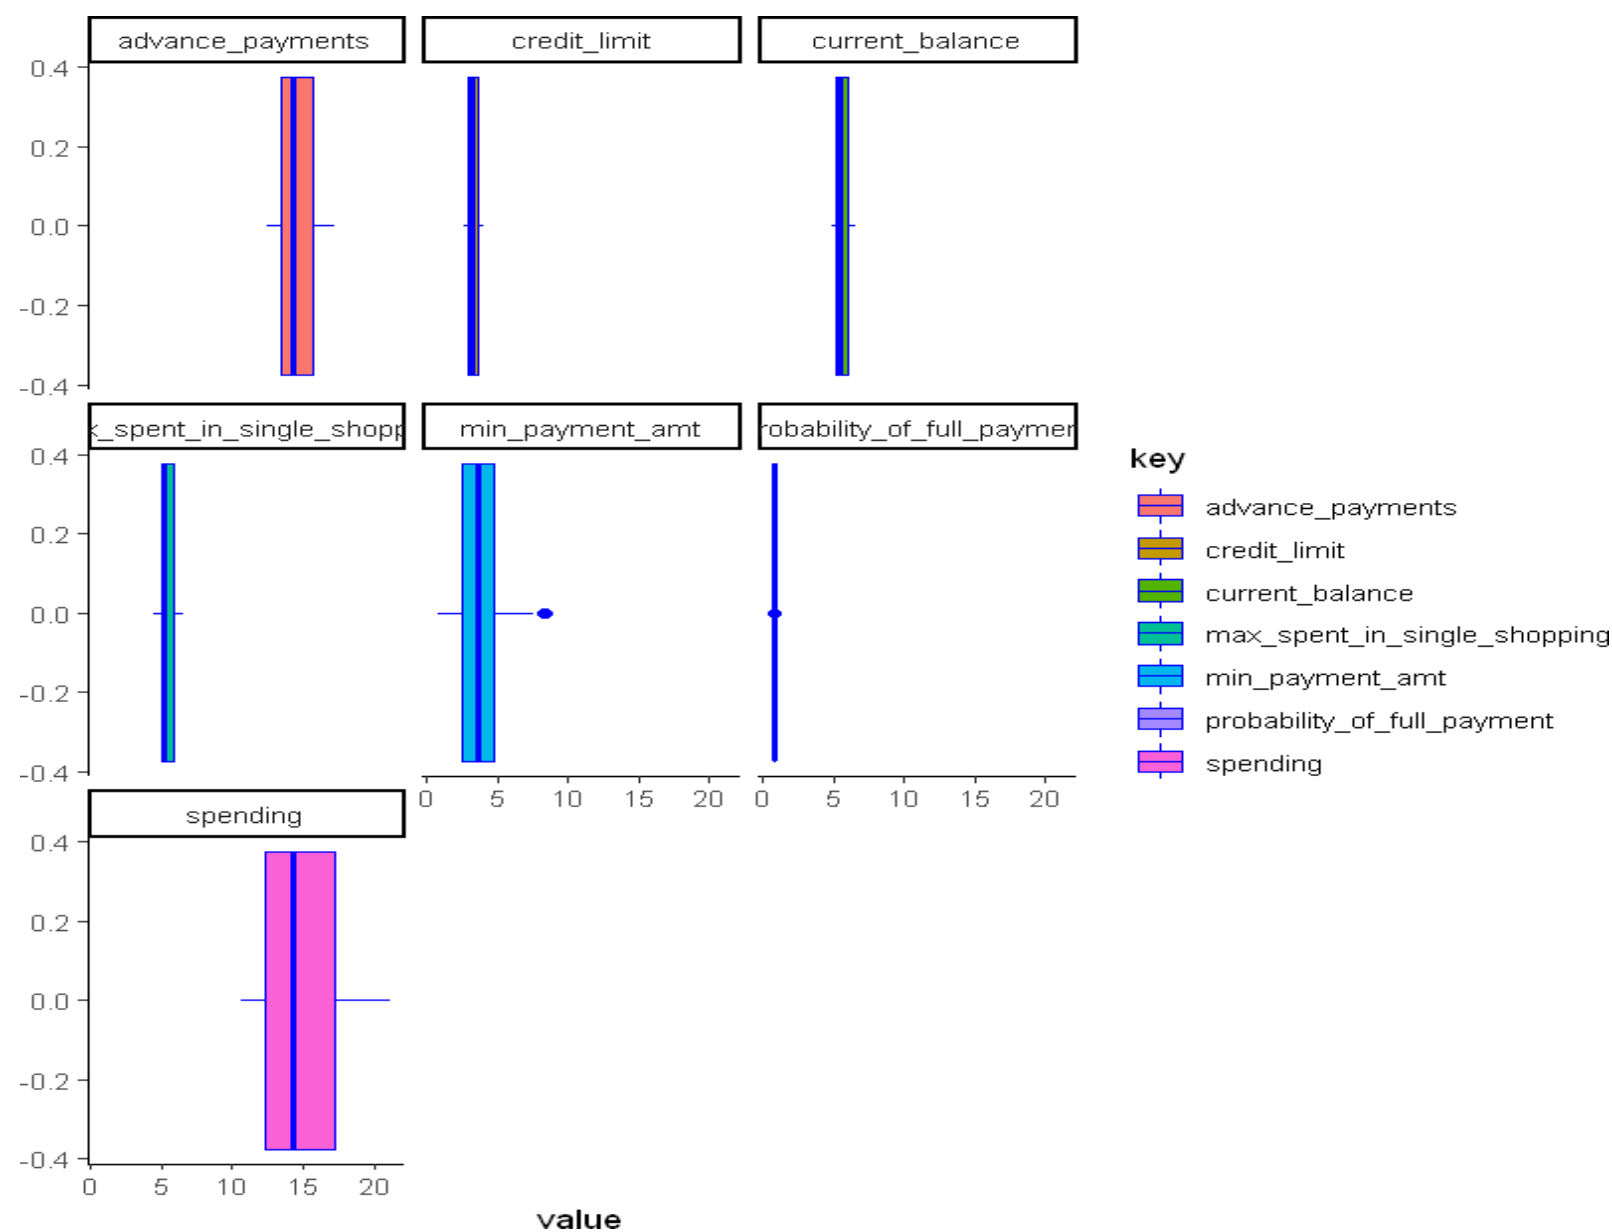 advance_payments credit_limit current_balance
0.4
0.2
0.0
-0.2
-0.4
x_spent_in_single_shopp min_payment_amt robability_of_full_paymen
0.4
0.2
0.0
-0.2
-0.4
0 5 10 15 20 0 5 10 15 20
spending
0.4
0.2
0.0
-0.2
-0.4
0 5 10 15 20
value
key
advance_payments
credit_limit
current_balance
max_spent_in_single_shopping
min_payment_amt
probability_of_full_payment
spending